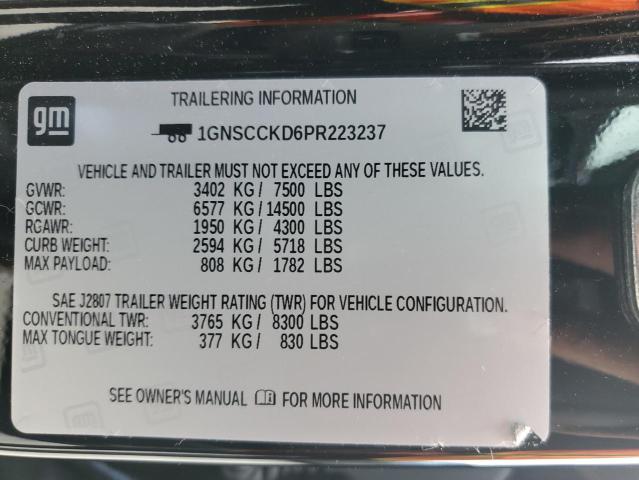 gm
TRAILERING INFORMATION
1GNSCCKD6PR223237
VEHICLE AND TRAILER MUST NOT EXCEED ANY OF THESE VALUES.
GVWR: 3402 KG / 7500 LBS
GCWR: 6577 KG / 14500 LBS
RGAWR: 1950 KG / 4300 LBS
CURB WEIGHT: 2594 KG / 5718 LBS
MAX PAYLOAD: 808 KG / 1782 LBS
SAE J2807 TRAILER WEIGHT RATING (TWR) FOR VEHICLE CONFIGURATION.
CONVENTIONAL TWR: 3765 KG / 8300 LBS
MAX TONGUE WEIGHT: 377 KG / 830 LBS
SEE OWNER'S MANUAL FOR MORE INFORMATION